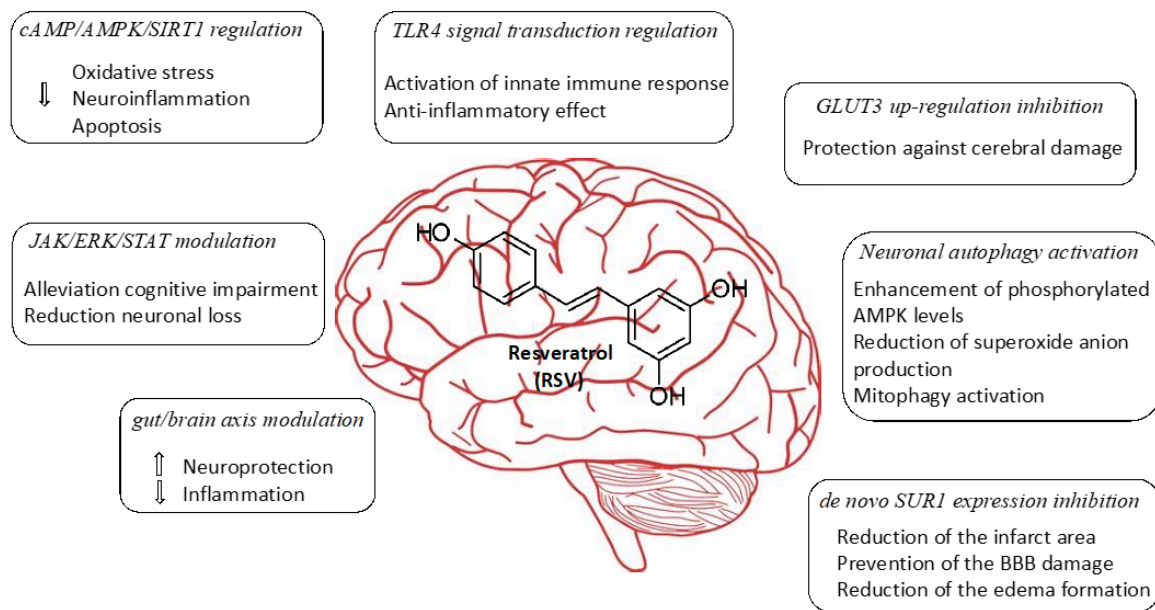 cAMP/AMPK/SIRT1 regulation
⇓
Oxidative stress
Neuroinflammation
Apoptosis
TLR4 signal transduction regulation
Activation of innate immune response
Anti-inflammatory effect
GLUT3 up-regulation inhibition
Protection against cerebral damage
JAK/ERK/STAT modulation
Alleviation cognitive impairment
Reduction neuronal loss
HO
OH
OH
Resveratrol
(RSV)
Neuronal autophagy activation
Enhancement of phosphorylated
AMPK levels
Reduction of superoxide anion
production
Mitophagy activation
gut/brain axis modulation
⇑ Neuroprotection
⇓ Inflammation
de novo SUR1 expression inhibition
Reduction of the infarct area
Prevention of the BBB damage
Reduction of the edema formation